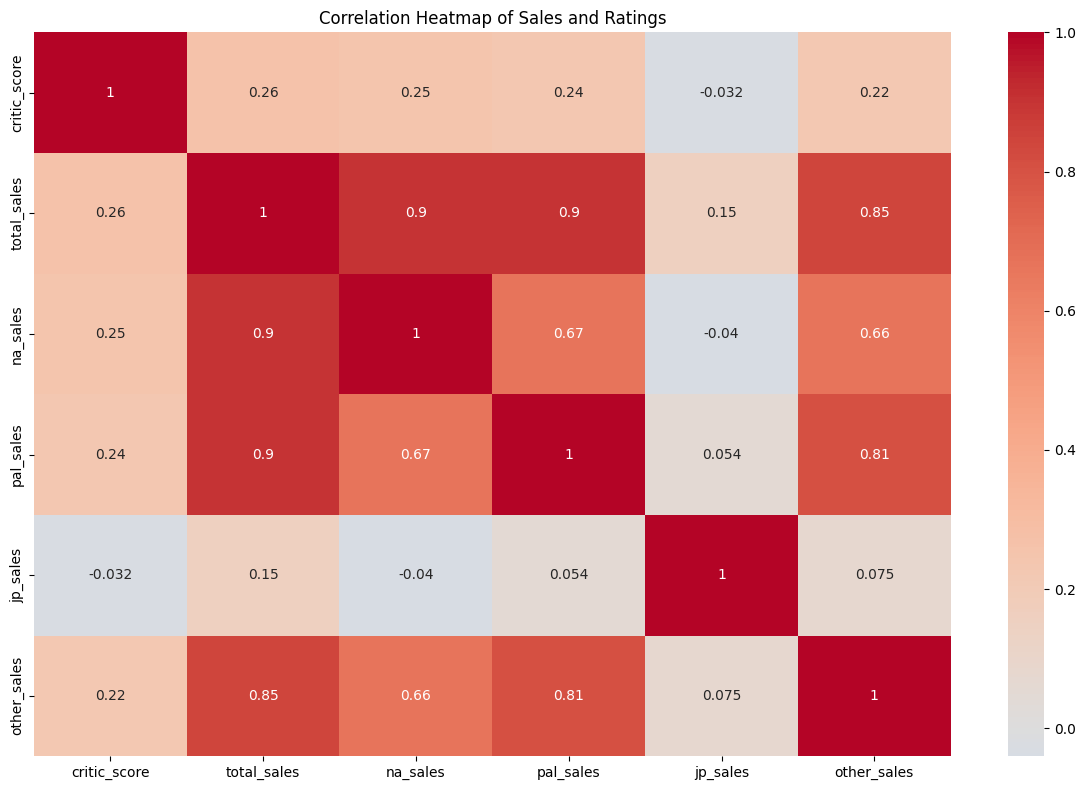 Correlation Heatmap of Sales and Ratings
critic_score 1 0.26 0.25 0.24 -0.032 0.22
total_sales 0.26 1 0.9 0.9 0.15 0.85
na_sales 0.25 0.9 1 0.67 -0.04 0.66
pal_sales 0.24 0.9 0.67 1 0.054 0.81
jp_sales -0.032 0.15 -0.04 0.054 1 0.075
other_sales 0.22 0.85 0.66 0.81 0.075 1
critic_score total_sales na_sales pal_sales jp_sales other_sales
1.0
0.8
0.6
0.4
0.2
0.0